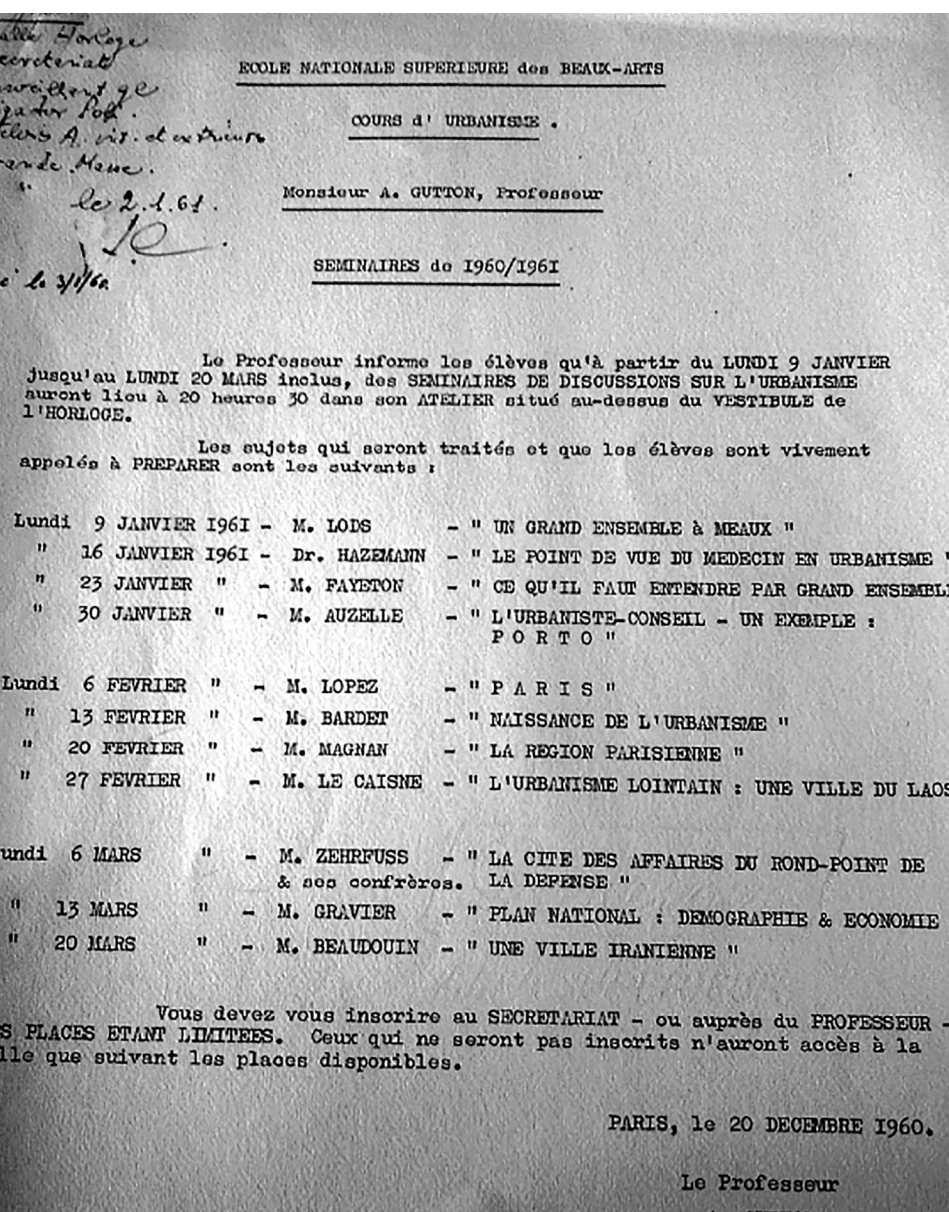 Horloge
ECOLE NATIONALE SUPERIEURE des BEAUX-ARTS
COURS d' URBANISME .
Monsieur A. GUTTON, Professeur
le 2.1.61.
SEMINAIRES de 1960/1961
le 3/1/60.
Le Professeur informe les élèves qu'à partir du LUNDI 9 JANVIER
jusqu'au LUNDI 20 MARS inclus, des SEMINAIRES DE DISCUSSIONS SUR L'URBANISME
auront lieu à 20 heures 30 dans son ATELIER situé au-dessus du VESTIBULE de
l'HORLOGE.
Les sujets qui seront traités et que les élèves sont vivement
appelés à PREPARER sont les suivants :
Lundi 9 JANVIER 1961 - M. LODS - " UN GRAND ENSEMBLE à MEAUX "
" 16 JANVIER 1961 - Dr. HAZEMANN - " LE POINT DE VUE DU MEDECIN EN URBANISME "
" 23 JANVIER " - M. FAYETON - " CE QU'IL FAUT ENTENDRE PAR GRAND ENSEMBL
" 30 JANVIER " - M. AUZELLE - " L'URBANISTE-CONSEIL - UN EXEMPLE :
P O R T O "
Lundi 6 FEVRIER " - M. LOPEZ - " P A R I S "
" 13 FEVRIER " - M. BARDET - " NAISSANCE DE L'URBANISME "
" 20 FEVRIER " - M. MAGNAN - " LA REGION PARISIENNE "
" 27 FEVRIER " - M. LE CAISNE - " L'URBANISME LOINTAIN : UNE VILLE DU LAOS
undi 6 MARS " - M. ZEHRFUSS - " LA CITE DES AFFAIRES DU ROND-POINT DE
& ses confrères. LA DEFENSE "
" 13 MARS " - M. GRAVIER - " PLAN NATIONAL : DEMOGRAPHIE & ECONOMIE
" 20 MARS " - M. BEAUDOUIN - " UNE VILLE IRANIENNE "
Vous devez vous inscrire au SECRETARIAT - ou auprès du PROFESSEUR -
S PLACES ETANT LIMITEES. Ceux qui ne seront pas inscrits n'auront accès à la
lle que suivant les places disponibles.
PARIS, le 20 DECEMBRE 1960.
Le Professeur